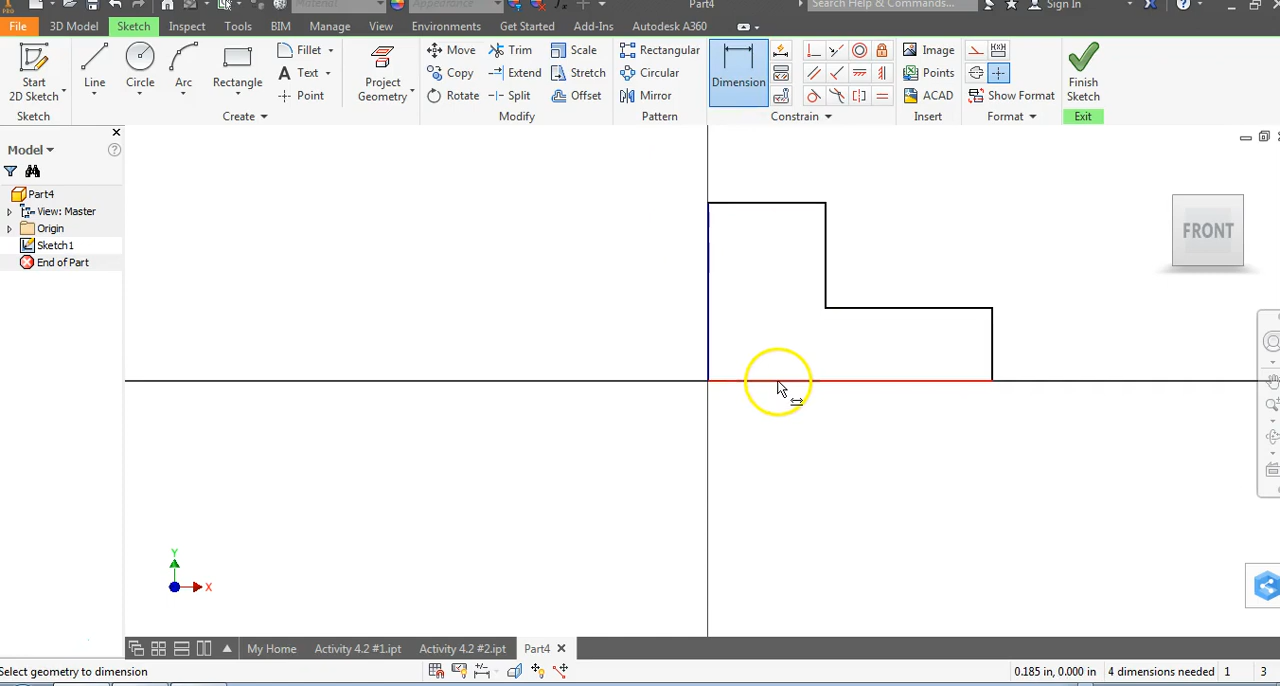 PRO
Material
Appearance
Part4
Search Help & Commands...
Sign In
File 3D Model Sketch Inspect Tools BIM Manage View Environments Get Started Add-Ins Autodesk A360
Start 2D Sketch
Line
Circle
Arc
Rectangle
Fillet
Text
Point
Project Geometry
Move
Copy
Rotate
Trim
Extend
Split
Scale
Stretch
Offset
Rectangular
Circular
Mirror
Dimension
Image
Points
ACAD
Show Format
Finish Sketch
Sketch Create Modify Pattern Constrain Insert Format Exit
Model
Part4
View: Master
Origin
Sketch1
End of Part
FRONT
Y
X
My Home Activity 4.2 #1.ipt Activity 4.2 #2.ipt Part4
Select geometry to dimension
0.185 in, 0.000 in 4 dimensions needed 1 3